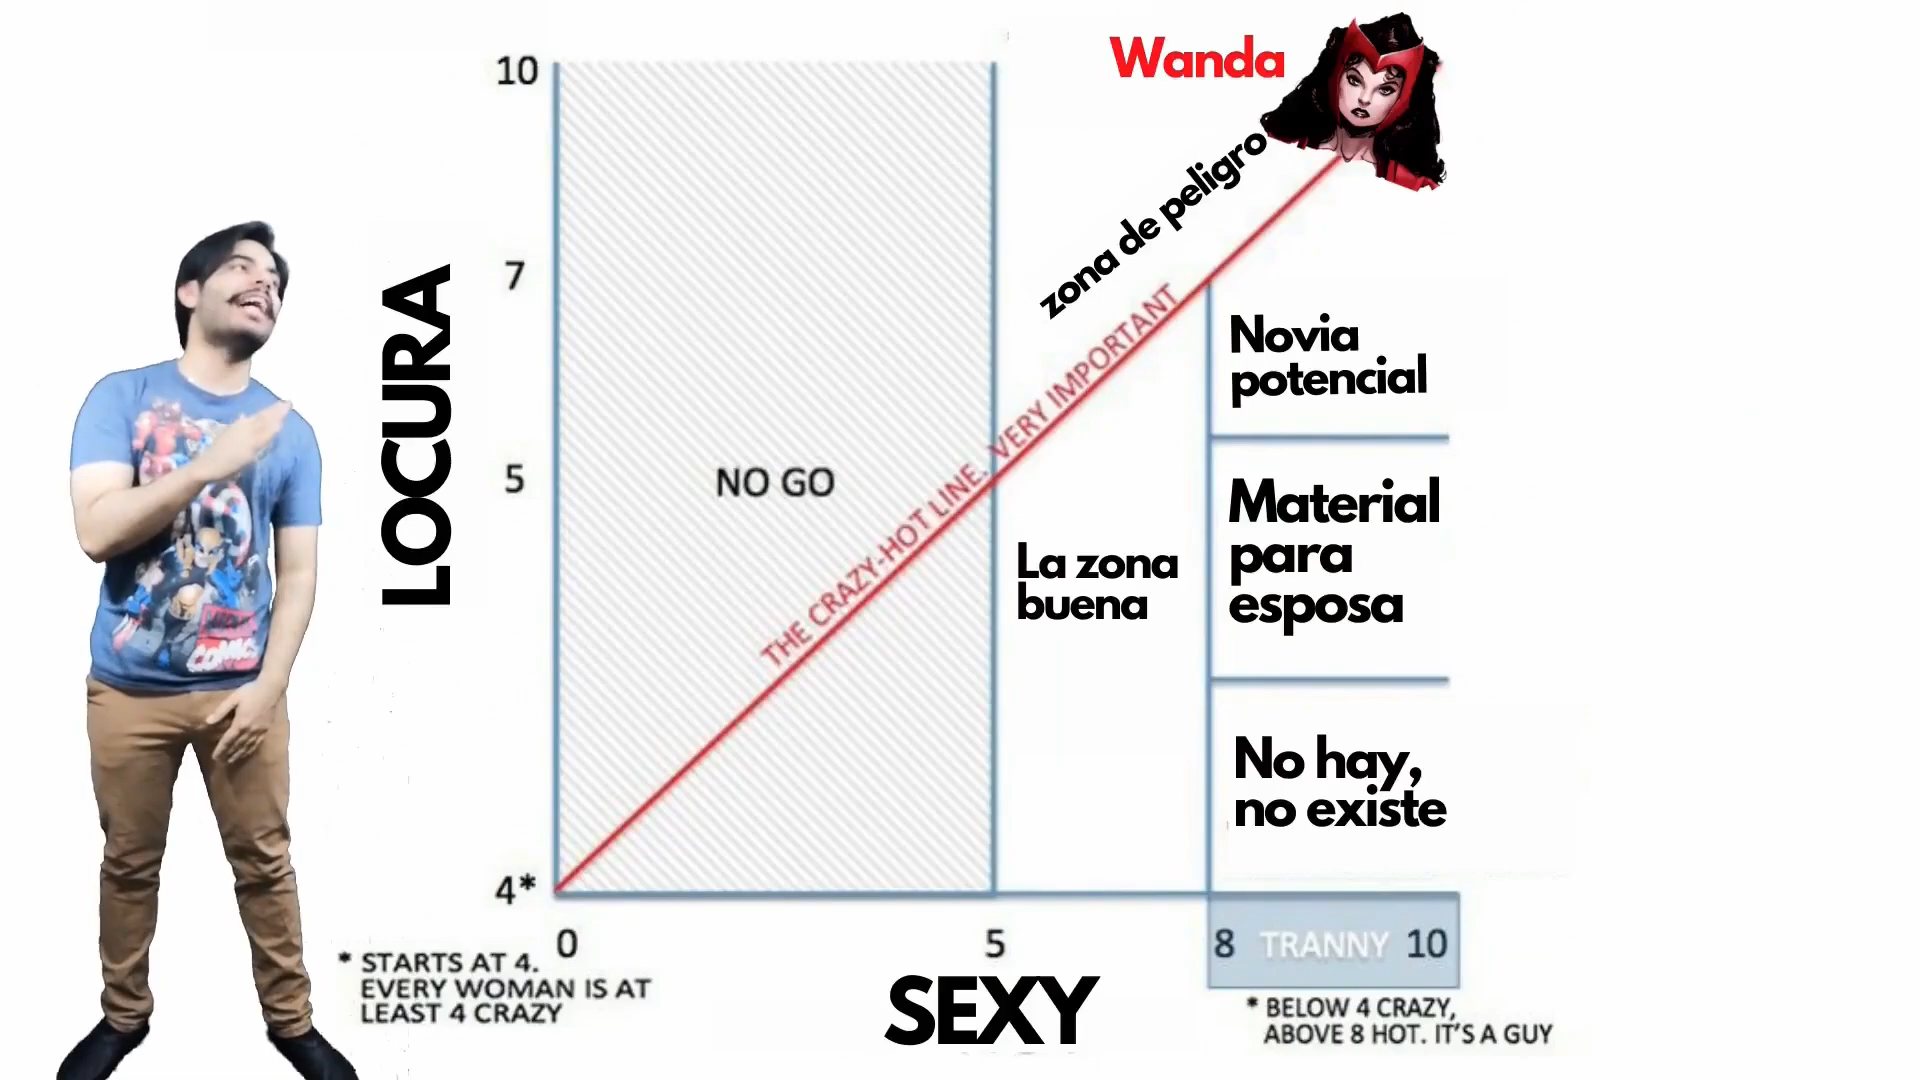 Wanda
10
zona de peligro
7
LOCURA
THE CRAZY-HOT LINE. VERY IMPORTANT
Novia
potencial
5
NO GO
Material
para
esposa
La zona
buena
No hay,
no existe
4*
0
5
8
TRANNY
10
* STARTS AT 4.
EVERY WOMAN IS AT
LEAST 4 CRAZY
SEXY
* BELOW 4 CRAZY,
ABOVE 8 HOT. IT'S A GUY
COMICS